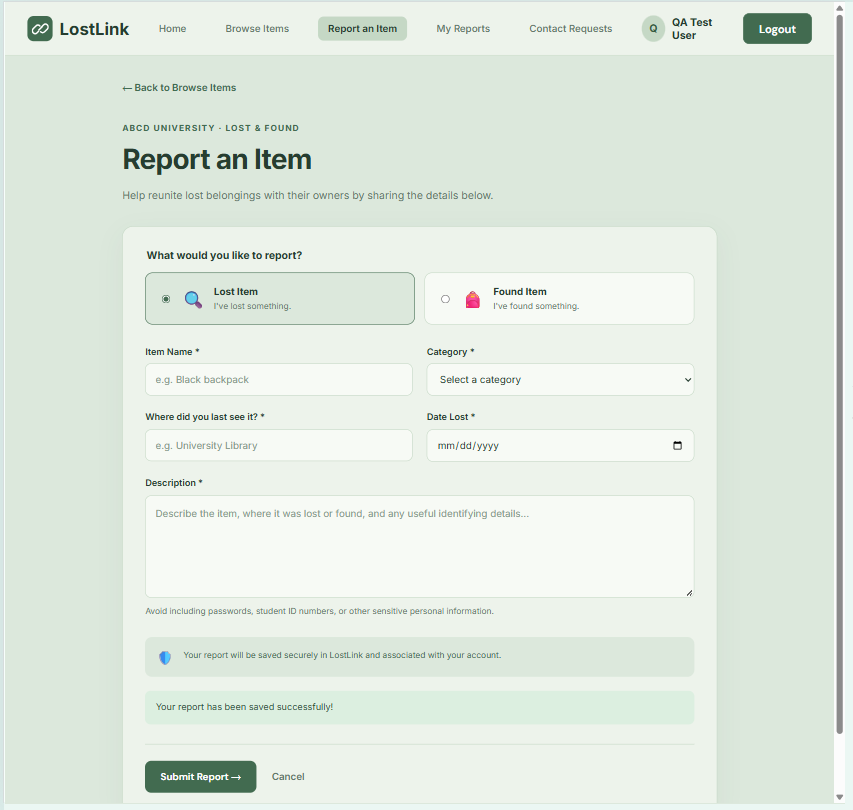 LostLink
Home
Browse Items
Report an Item
My Reports
Contact Requests
Q
QA Test
User
Logout
← Back to Browse Items
ABCD UNIVERSITY · LOST & FOUND
Report an Item
Help reunite lost belongings with their owners by sharing the details below.
What would you like to report?
Lost Item
I've lost something.
Found Item
I've found something.
Item Name *
Category *
e.g. Black backpack
Select a category
Where did you last see it? *
Date Lost *
e.g. University Library
mm/dd/yyyy
Description *
Describe the item, where it was lost or found, and any useful identifying details...
Avoid including passwords, student ID numbers, or other sensitive personal information.
Your report will be saved securely in LostLink and associated with your account.
Your report has been saved successfully!
Submit Report →
Cancel